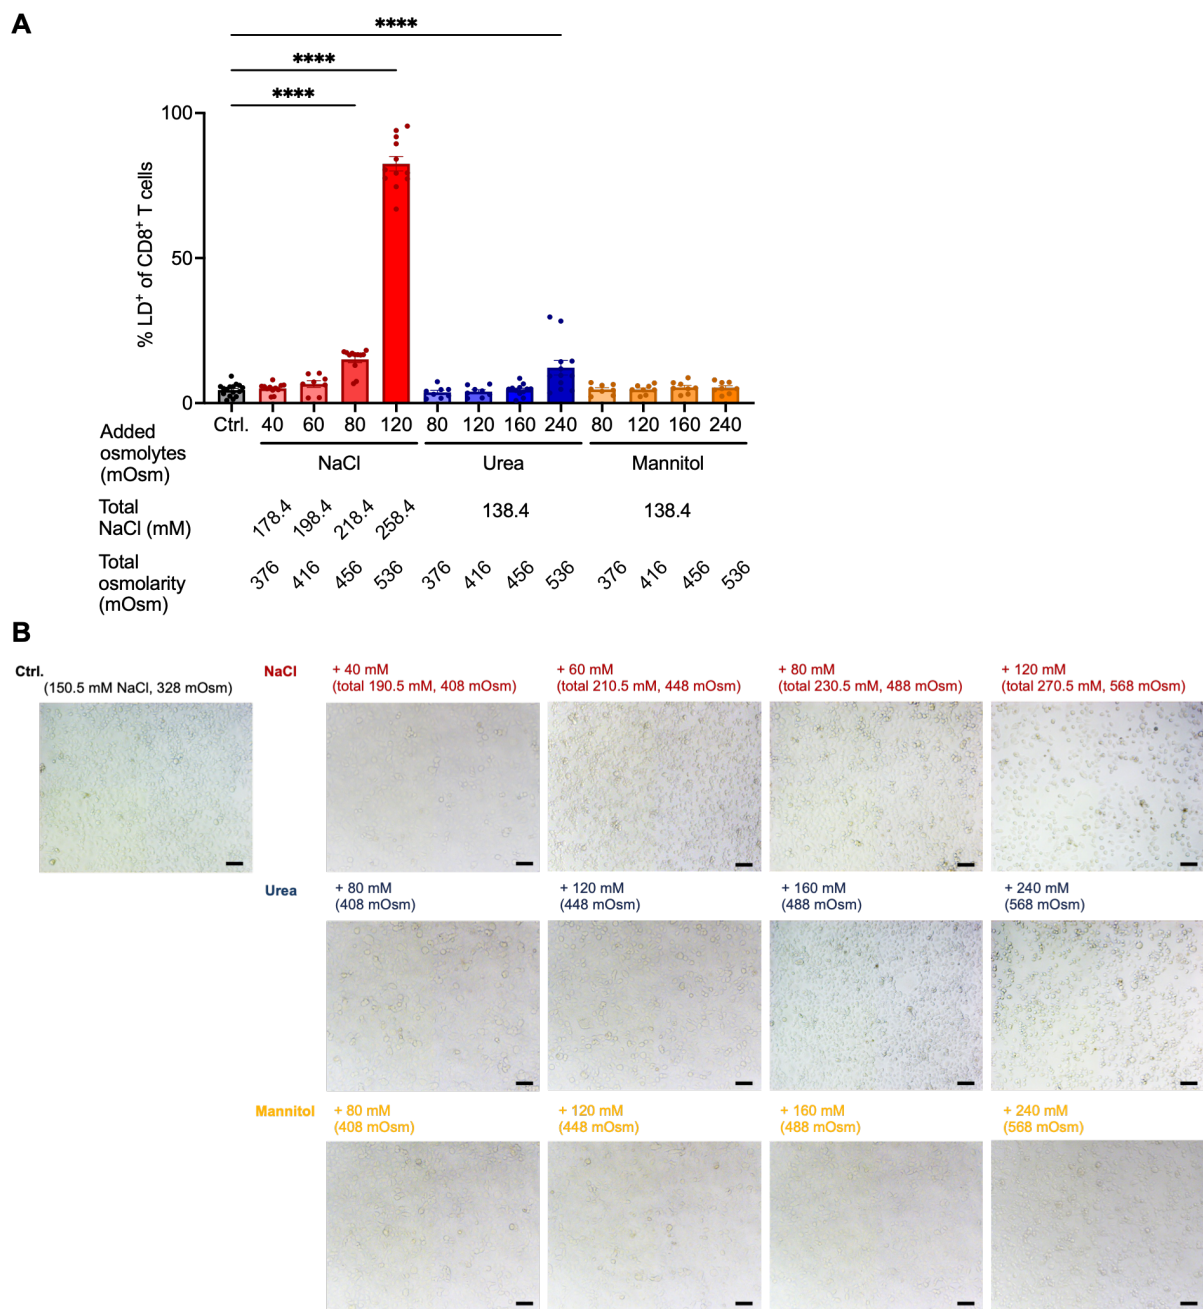 A
****
****
****
100
50
0
% LD+ of CD8+ T cells
Added osmolytes (mOsm)
Ctrl. 40 60 80 120 80 120 160 240 80 120 160 240
NaCl Urea Mannitol
Total NaCl (mM)
178.4 198.4 218.4 258.4 138.4 138.4
Total osmolarity (mOsm)
376 416 456 536 376 416 456 536 376 416 456 536
B
Ctrl.
(150.5 mM NaCl, 328 mOsm)
NaCl
+ 40 mM
(total 190.5 mM, 408 mOsm)
+ 60 mM
(total 210.5 mM, 448 mOsm)
+ 80 mM
(total 230.5 mM, 488 mOsm)
+ 120 mM
(total 270.5 mM, 568 mOsm)
Urea
+ 80 mM
(408 mOsm)
+ 120 mM
(448 mOsm)
+ 160 mM
(488 mOsm)
+ 240 mM
(568 mOsm)
Mannitol
+ 80 mM
(408 mOsm)
+ 120 mM
(448 mOsm)
+ 160 mM
(488 mOsm)
+ 240 mM
(568 mOsm)